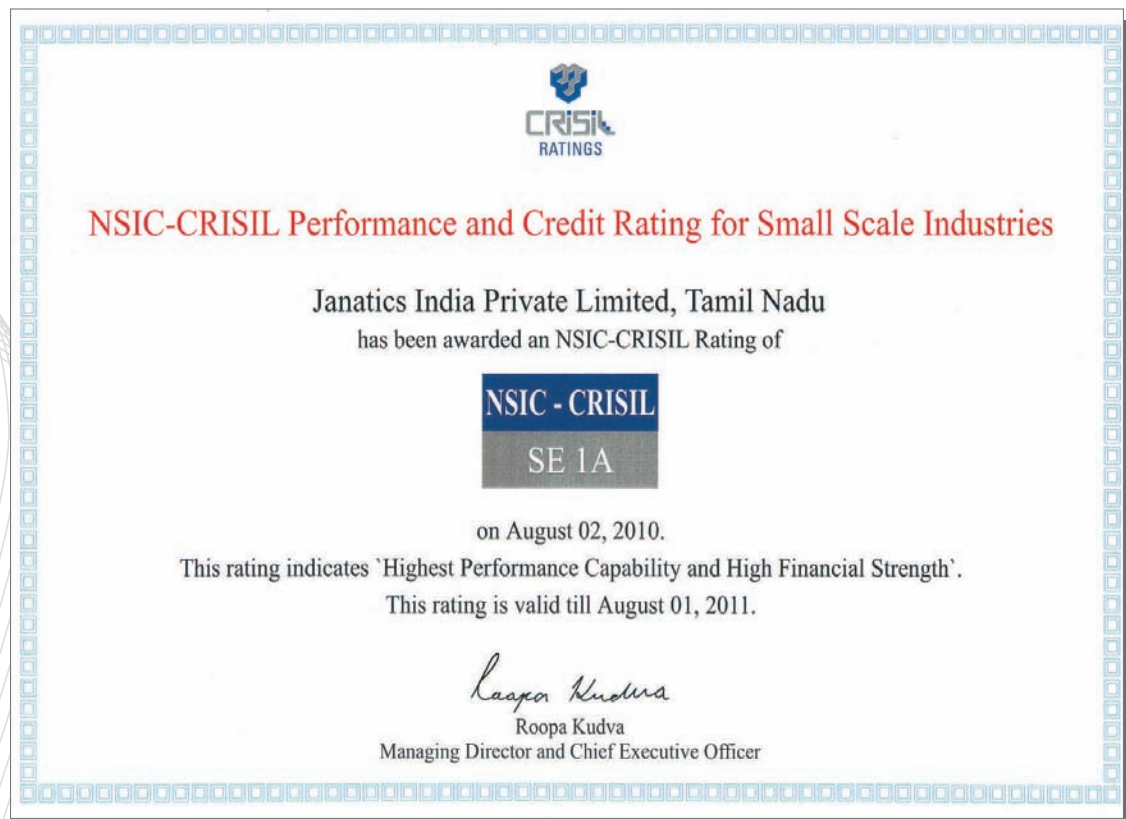 CRISIL
RATINGS
NSIC-CRISIL Performance and Credit Rating for Small Scale Industries
Janatics India Private Limited, Tamil Nadu
has been awarded an NSIC-CRISIL Rating of
NSIC - CRISIL
SE 1A
on August 02, 2010.
This rating indicates `Highest Performance Capability and High Financial Strength`.
This rating is valid till August 01, 2011.
Roopa Kudva
Roopa Kudva
Managing Director and Chief Executive Officer